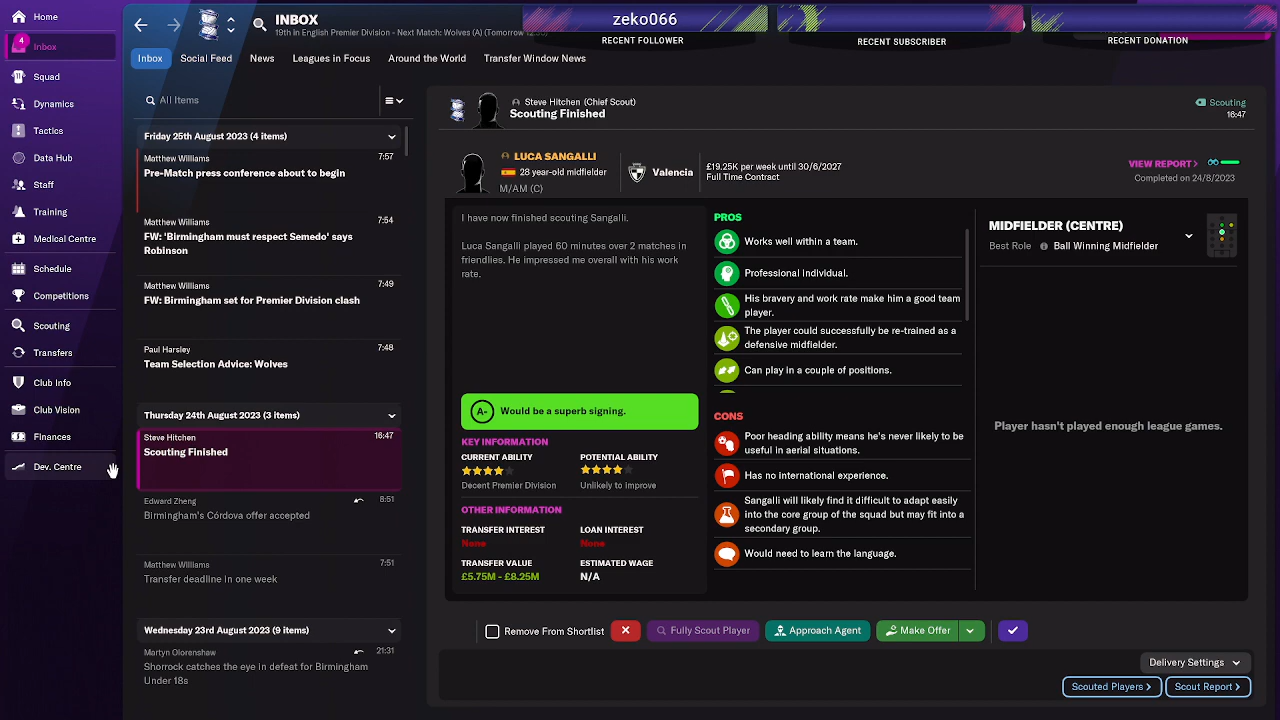 Home
4
Inbox
Squad
Dynamics
Tactics
Data Hub
Staff
Training
Medical Centre
Schedule
Competitions
Scouting
Transfers
Club Info
Club Vision
Finances
Dev. Centre
INBOX
19th in English Premier Division - Next Match: Wolves (A) (Tomorrow
zeko066
RECENT FOLLOWER
RECENT SUBSCRIBER
RECENT DONATION
Inbox
Social Feed
News
Leagues in Focus
Around the World
Transfer Window News
All Items
Friday 25th August 2023 (4 items)
Matthew Williams 7:57
Pre-Match press conference about to begin
Matthew Williams 7:54
FW: 'Birmingham must respect Semedo' says
Robinson
Matthew Williams 7:49
FW: Birmingham set for Premier Division clash
Paul Harsley 7:48
Team Selection Advice: Wolves
Thursday 24th August 2023 (3 items)
Steve Hitchen 16:47
Scouting Finished
Edward Zheng 8:51
Birmingham's Córdova offer accepted
Matthew Williams 7:51
Transfer deadline in one week
Wednesday 23rd August 2023 (9 items)
Martyn Olorenshaw 21:31
Shorrock catches the eye in defeat for Birmingham
Under 18s
Steve Hitchen (Chief Scout)
Scouting Finished
Scouting
16:47
LUCA SANGALLI
28 year-old midfielder
M/AM (C)
Valencia
£19.25K per week until 30/6/2027
Full Time Contract
VIEW REPORT>
Completed on 24/8/2023
I have now finished scouting Sangalli.
Luca Sangalli played 60 minutes over 2 matches in
friendlies. He impressed me overall with his work
rate.
A- Would be a superb signing.
KEY INFORMATION
CURRENT ABILITY
Decent Premier Division
POTENTIAL ABILITY
Unlikely to improve
OTHER INFORMATION
TRANSFER INTEREST
None
LOAN INTEREST
None
TRANSFER VALUE
£5.75M - £8.25M
ESTIMATED WAGE
N/A
PROS
Works well within a team.
Professional individual.
His bravery and work rate make him a good team
player.
The player could successfully be re-trained as a
defensive midfielder.
Can play in a couple of positions.
CONS
Poor heading ability means he's never likely to be
useful in aerial situations.
Has no international experience.
Sangalli will likely find it difficult to adapt easily
into the core group of the squad but may fit into a
secondary group.
Would need to learn the language.
MIDFIELDER (CENTRE)
Best Role Ball Winning Midfielder
Player hasn't played enough league games.
Remove From Shortlist
Fully Scout Player
Approach Agent
Make Offer
Delivery Settings
Scouted Players >
Scout Report >